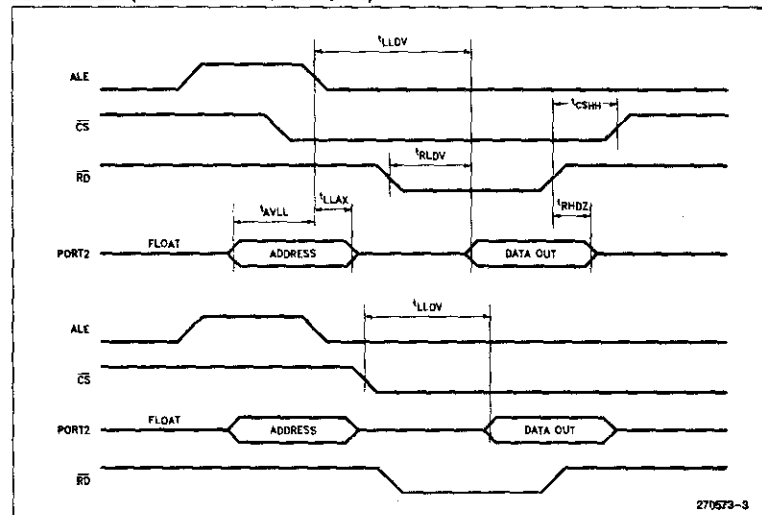 tLLDV
ALE
tCSHH
CS
tRLDV
RD
tAVLL
tLLAX
tRHDZ
PORT2
FLOAT
ADDRESS
DATA OUT
tLLDV
ALE
CS
PORT2
FLOAT
ADDRESS
DATA OUT
RD
270573-3